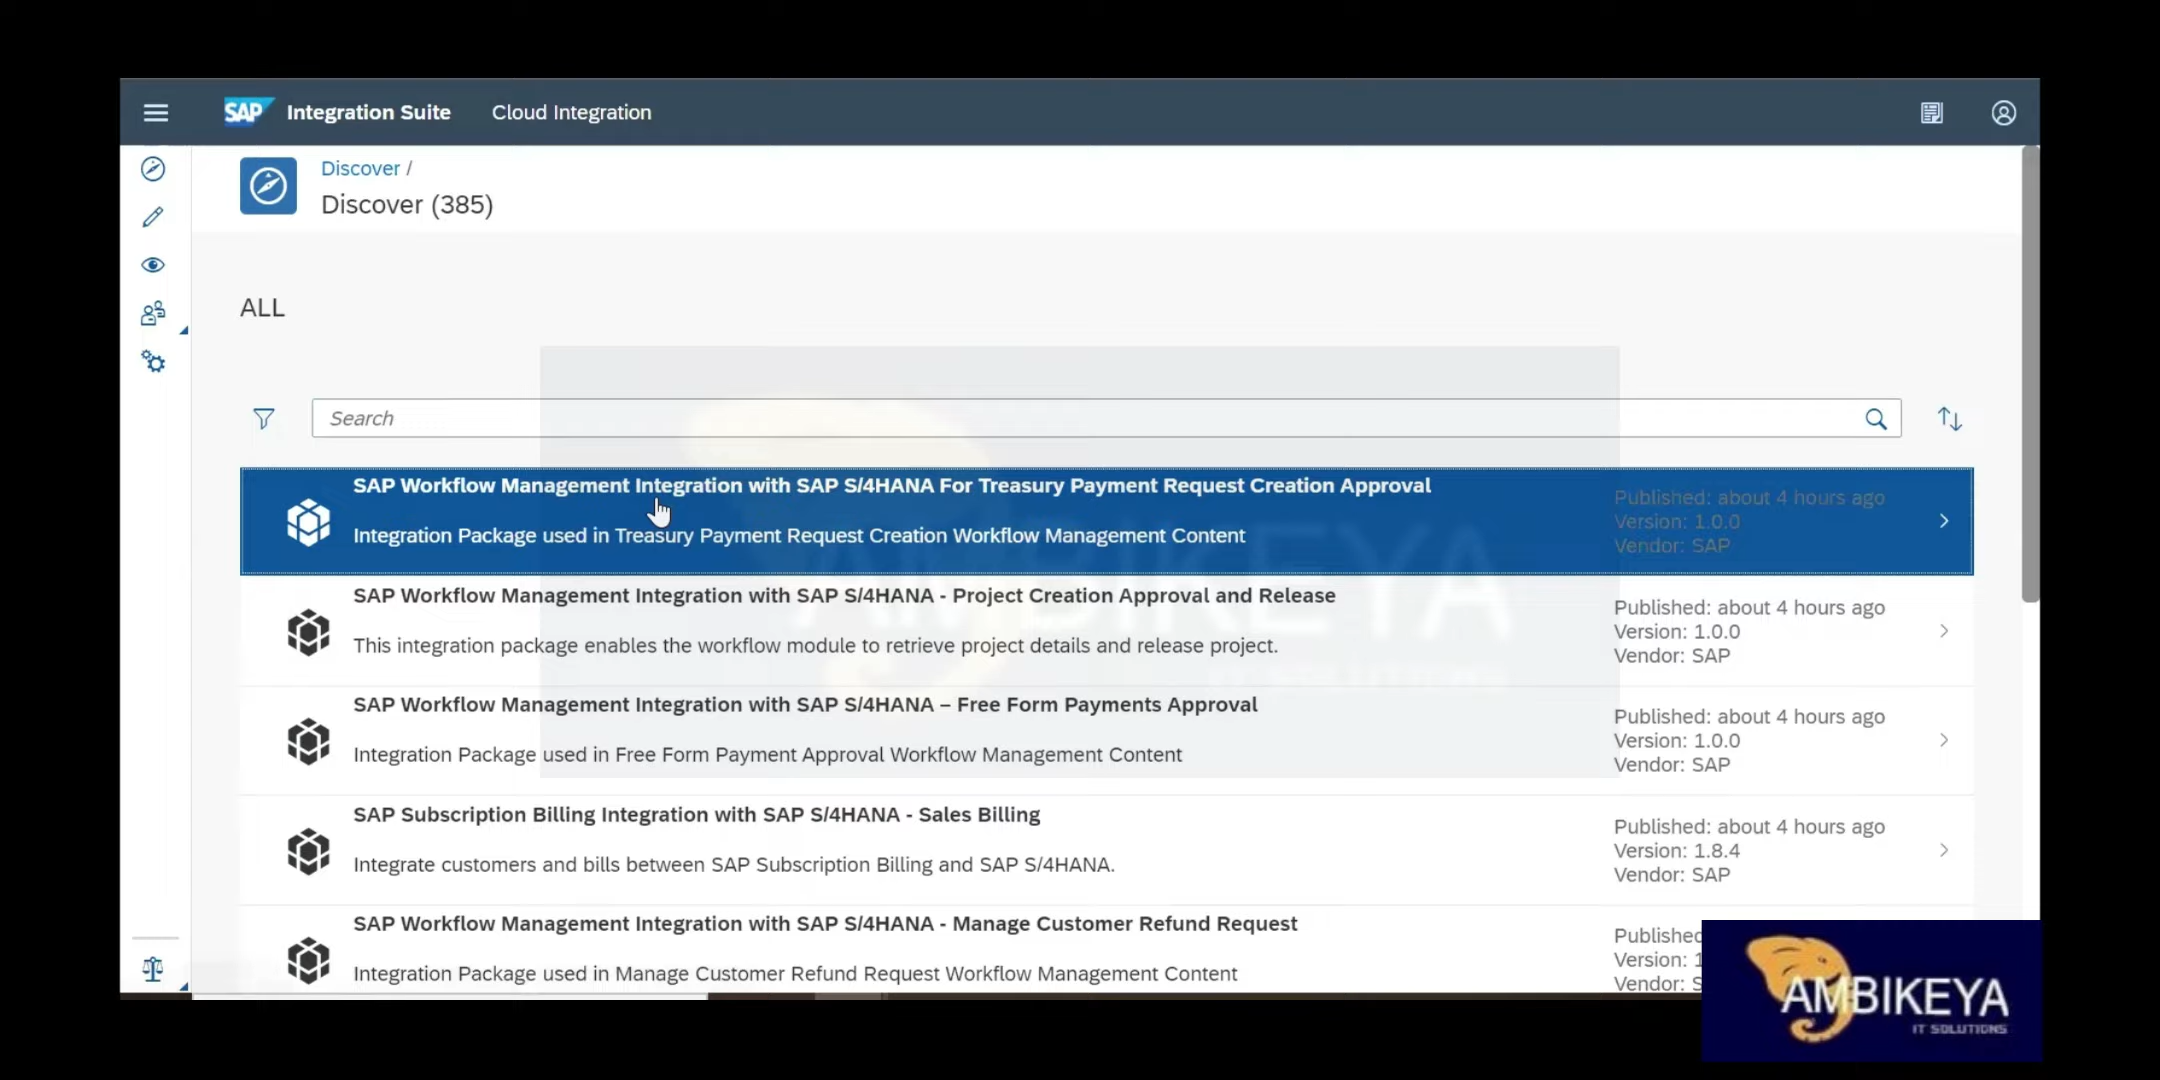 SAP Integration Suite Cloud Integration
Discover /
Discover (385)
ALL
Search
SAP Workflow Management Integration with SAP S/4HANA For Treasury Payment Request Creation Approval
Integration Package used in Treasury Payment Request Creation Workflow Management Content
Published: about 4 hours ago
Version: 1.0.0
Vendor: SAP
SAP Workflow Management Integration with SAP S/4HANA - Project Creation Approval and Release
This integration package enables the workflow module to retrieve project details and release project.
Published: about 4 hours ago
Version: 1.0.0
Vendor: SAP
SAP Workflow Management Integration with SAP S/4HANA – Free Form Payments Approval
Integration Package used in Free Form Payment Approval Workflow Management Content
Published: about 4 hours ago
Version: 1.0.0
Vendor: SAP
SAP Subscription Billing Integration with SAP S/4HANA - Sales Billing
Integrate customers and bills between SAP Subscription Billing and SAP S/4HANA.
Published: about 4 hours ago
Version: 1.8.4
Vendor: SAP
SAP Workflow Management Integration with SAP S/4HANA - Manage Customer Refund Request
Integration Package used in Manage Customer Refund Request Workflow Management Content
Published
Version: 1
Vendor: S
AMBIKEYA
AMBIKEYA
IT SOLUTIONS